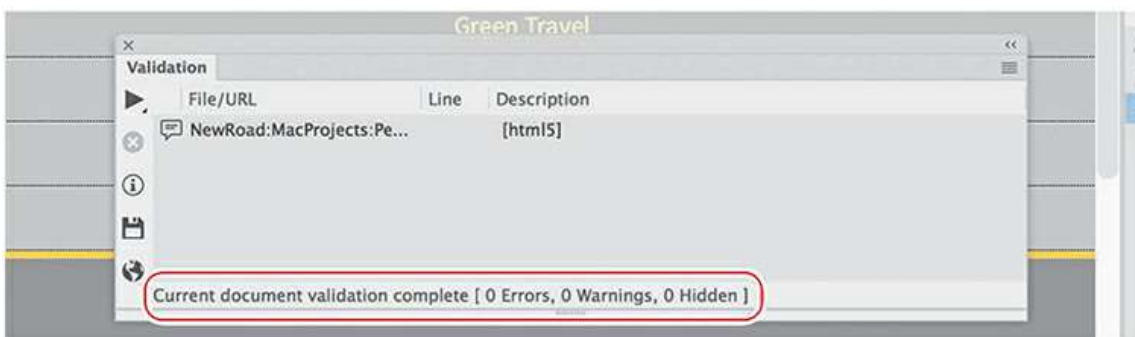 Green Travel
Validation
File/URL Line Description
NewRoad:MacProjects:Pe... [html5]
Current document validation complete [ 0 Errors, 0 Warnings, 0 Hidden ]